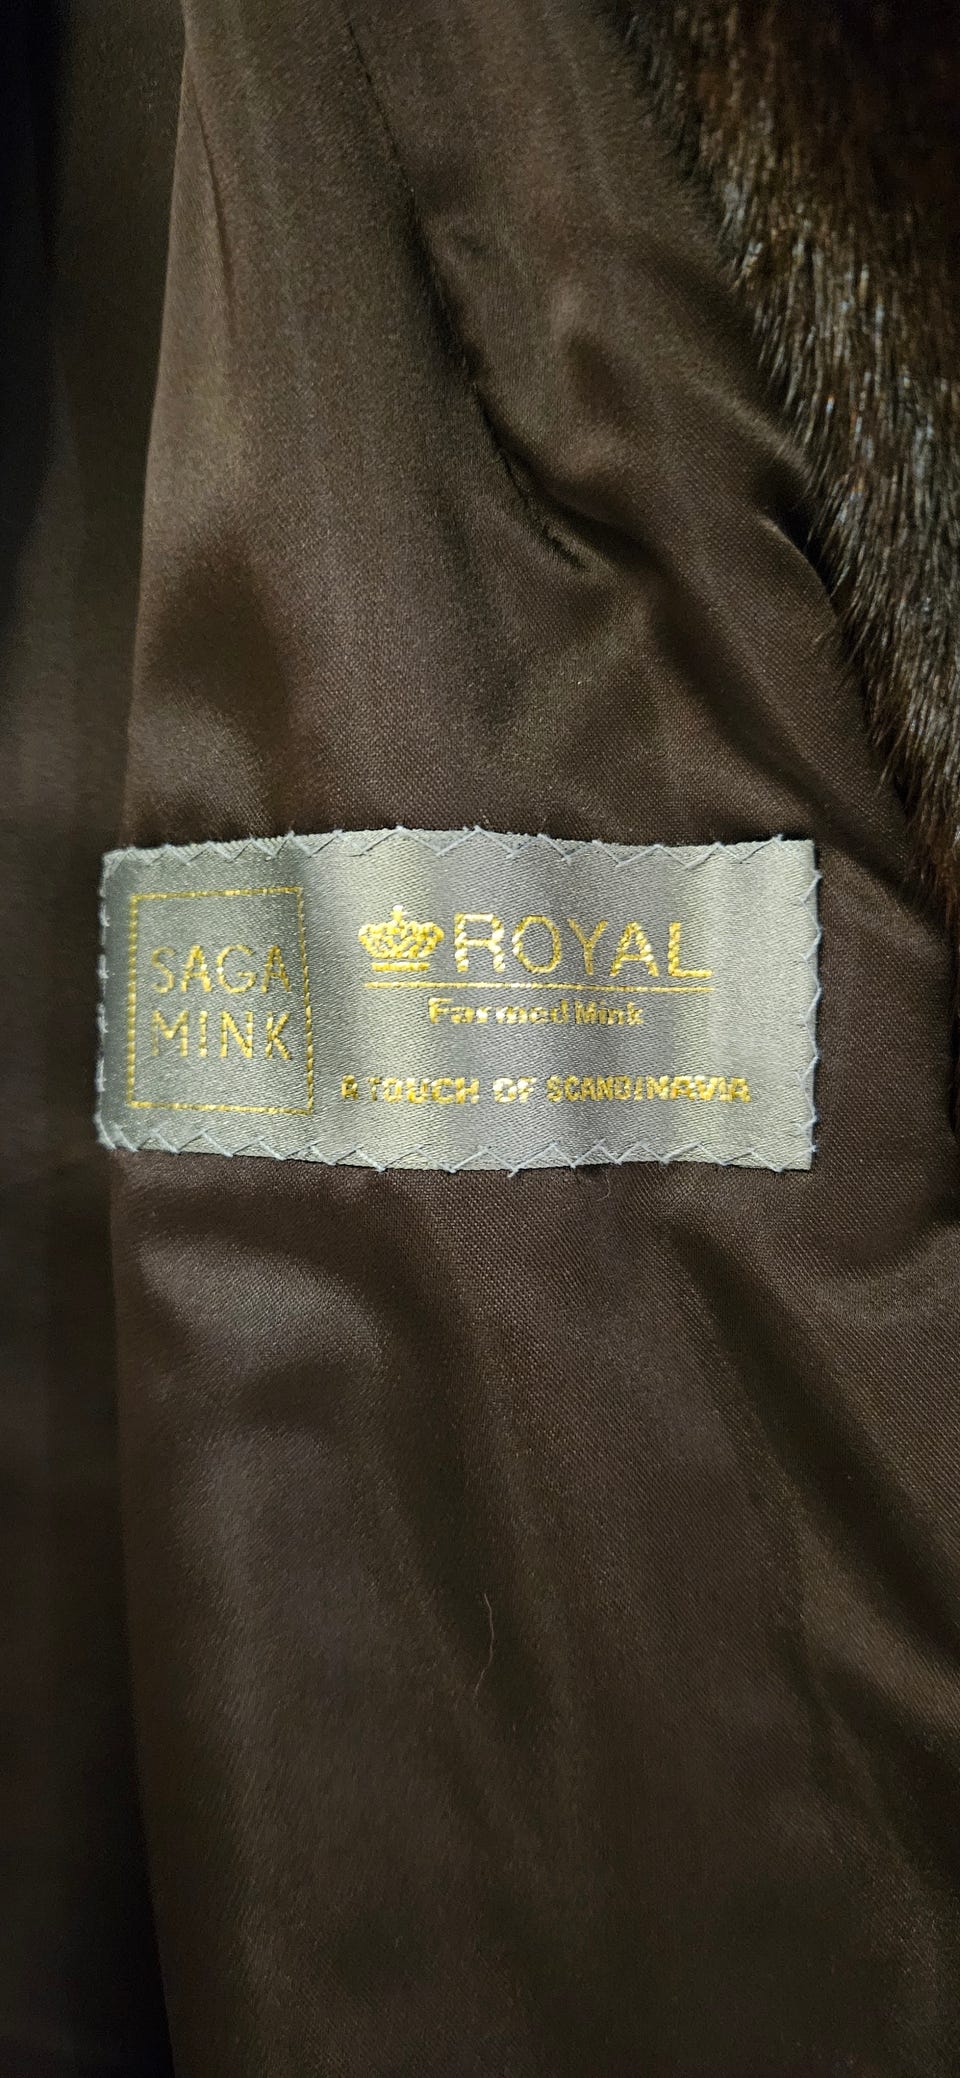 SAGA
MINK
ROYAL
Farmed Mink
A TOUCH OF SCANDINAVIA